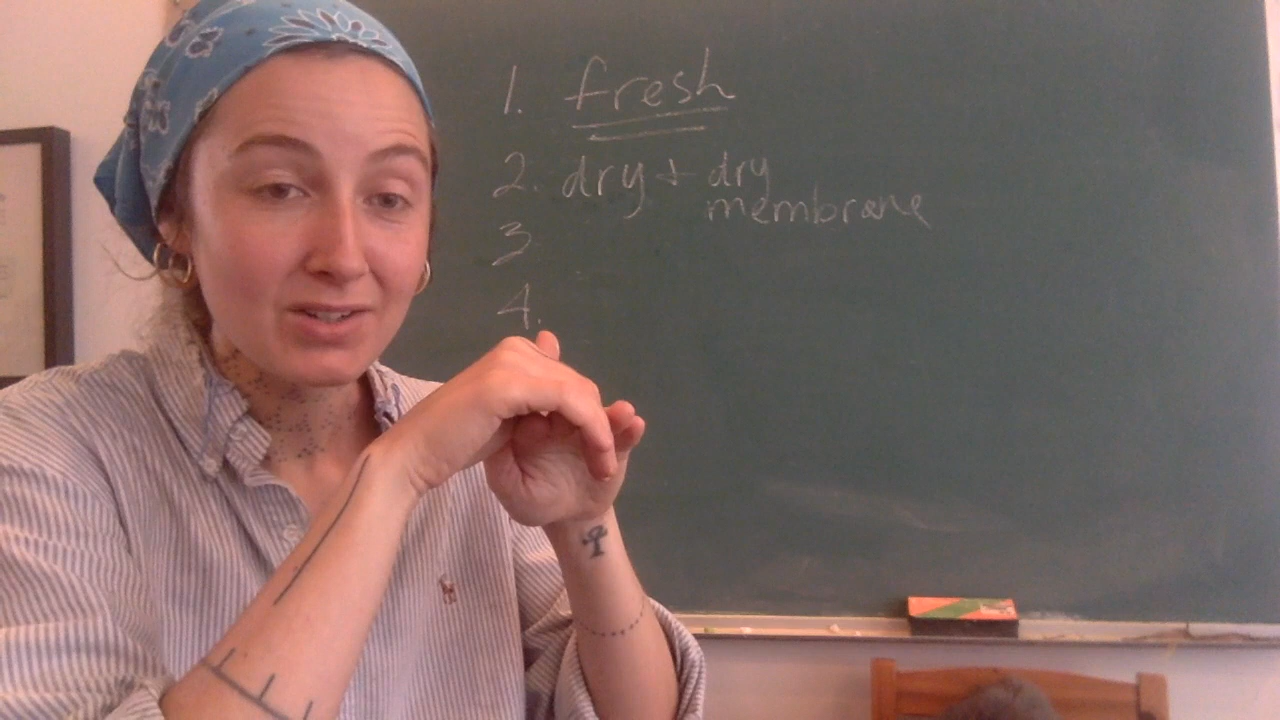 1. fresh
2. dry + dry
membrane
3
4.